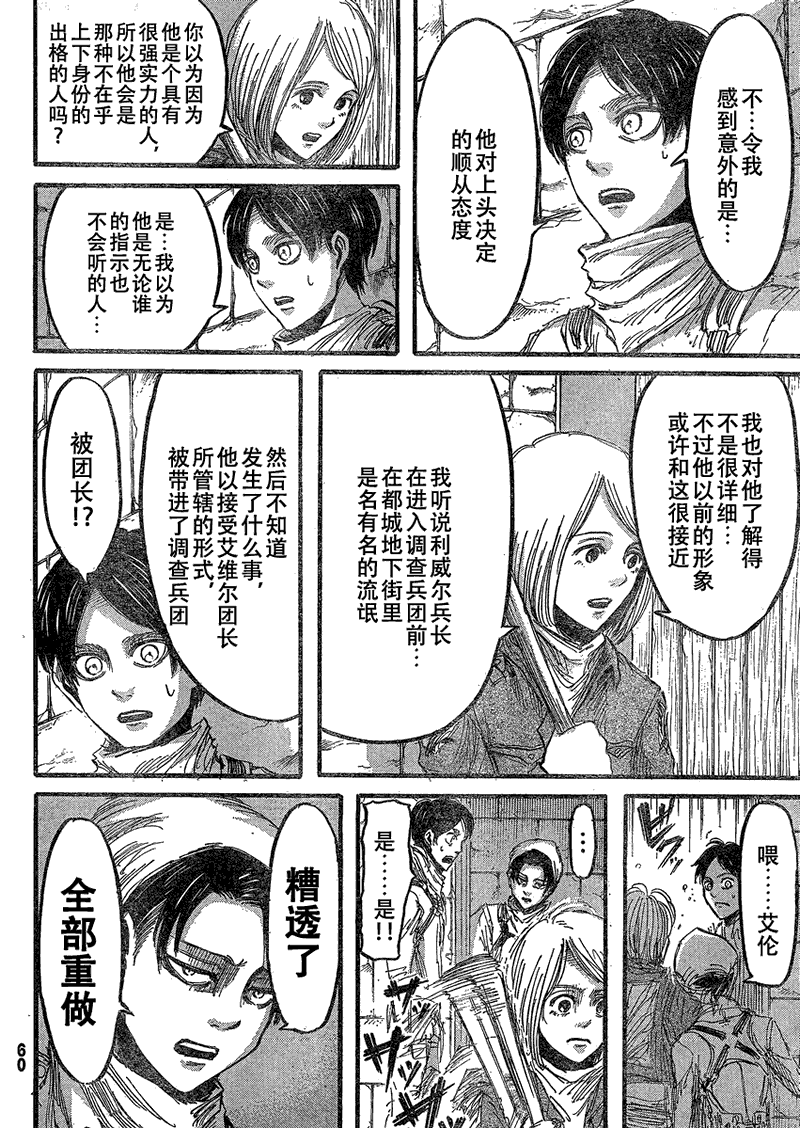 不…令我
感到意外的是…
他对上头决定
的顺从态度
你以为因为
他是个具有
很强实力的人，
所以他会是
那种不在乎
上下身份的
出格的人吗？
是…我以为
他是无论谁
的指示也
不会听的人…
我也对他了解得
不是很详细…
不过他以前的形象
或许和这很接近
我听说利威尔兵长
在进入调查兵团前…
在都城地下街里
是名有名的流氓
然后不知道
发生了什么事，
他以接受艾维尔团长
所管辖的形式，
被带进了调查兵团
被团长!?
喂……艾伦
…
是……
是!!
糟透了
全部重做
60